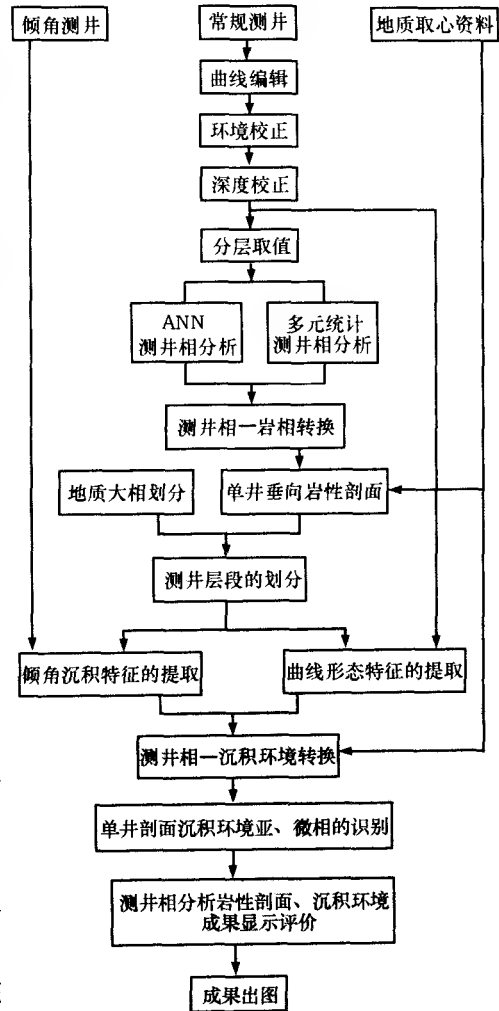 倾角测井
常规测井
地质取心资料
曲线编辑
环境校正
深度校正
分层取值
ANN
测井相分析
多元统计
测井相分析
测井相—岩相转换
地质大相划分
单井垂向岩性剖面
测井层段的划分
倾角沉积特征的提取
曲线形态特征的提取
测井相—沉积环境转换
单井剖面沉积环境亚、微相的识别
测井相分析岩性剖面、沉积环境
成果显示评价
成果出图